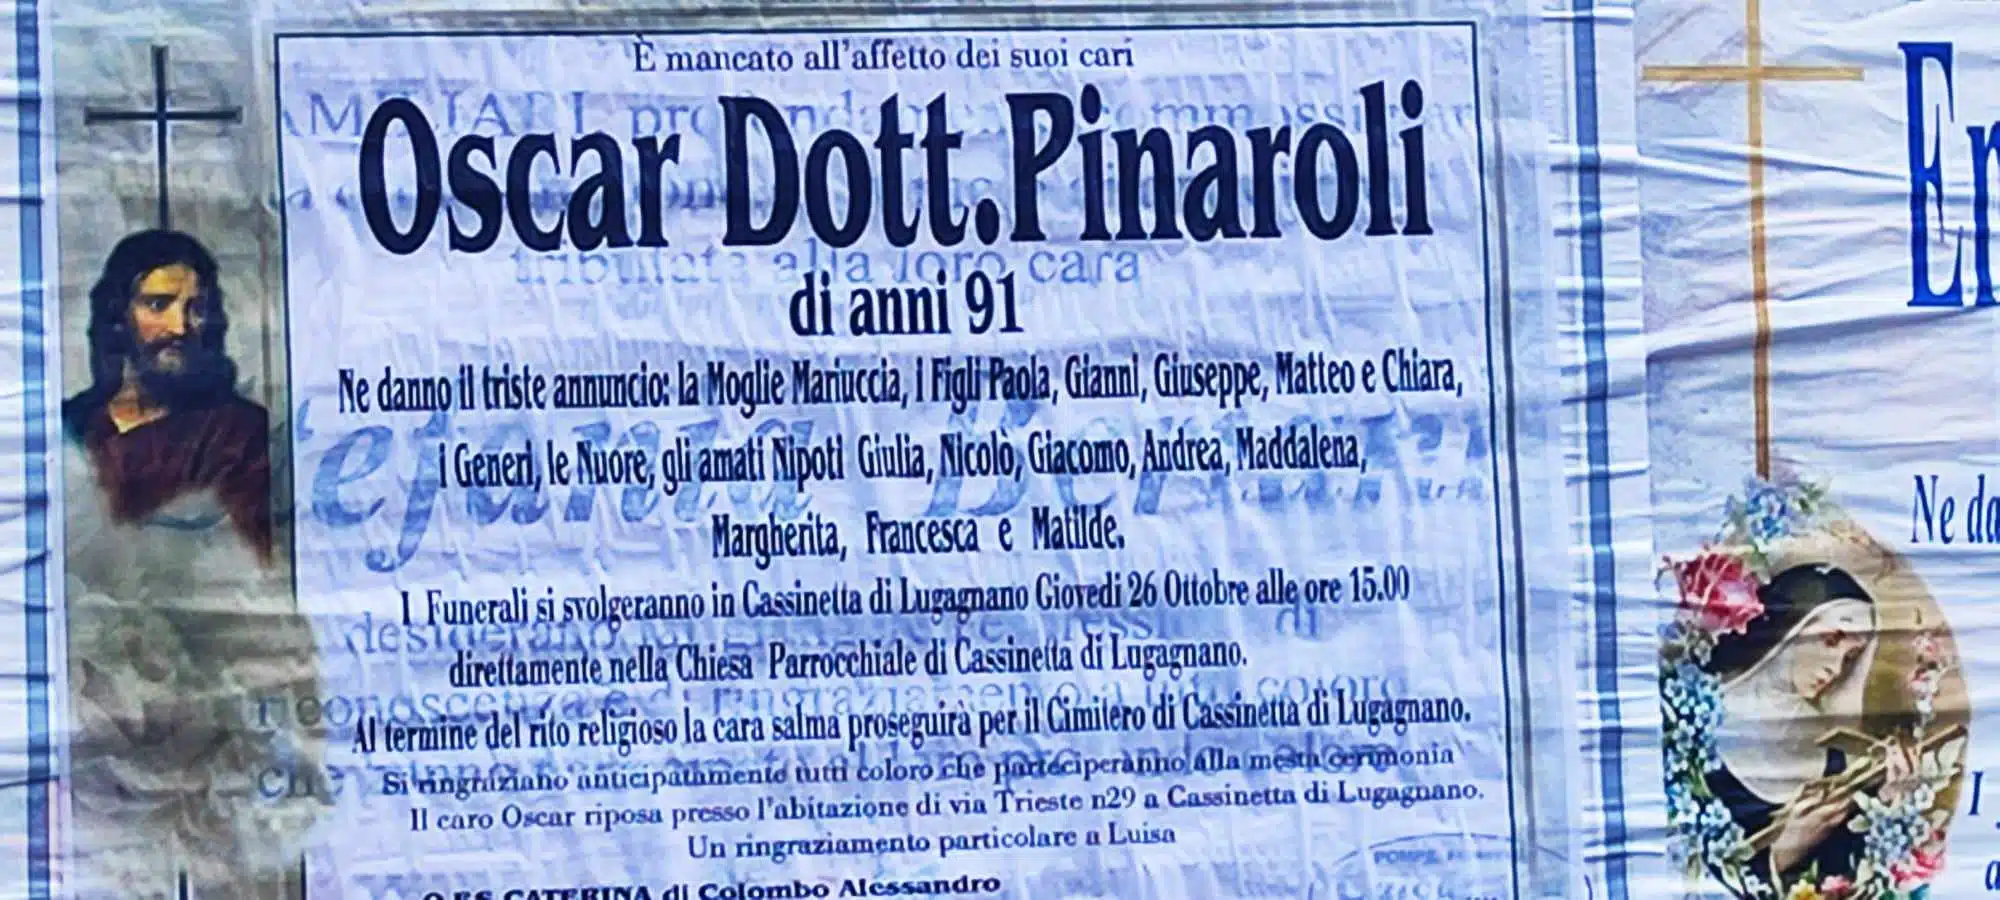 È mancato all'affetto dei suoi cari
Oscar Dott. Pinaroli
di anni 91
Ne danno il triste annuncio: la Moglie Mariuccia, i Figli Paola, Gianni, Giuseppe, Matteo e Chiara,
i Generi, le Nuore, gli amati Nipoti Giulia, Nicolò, Giacomo, Andrea, Maddalena,
Margherita, Francesca e Matilde.
I Funerali si svolgeranno in Cassinetta di Lugagnano Giovedi 26 Ottobre alle ore 15.00
direttamente nella Chiesa Parrocchiale di Cassinetta di Lugagnano.
Al termine del rito religioso la cara salma proseguirà per il Cimitero di Cassinetta di Lugagnano.
Si ringraziano anticipatamente tutti coloro che parteciperanno alla mesta cerimonia
Il caro Oscar riposa presso l'abitazione di via Trieste n29 a Cassinetta di Lugagnano.
Un ringraziamento particolare a Luisa
CATERINA di Colombo Alessandro
Ne da
I